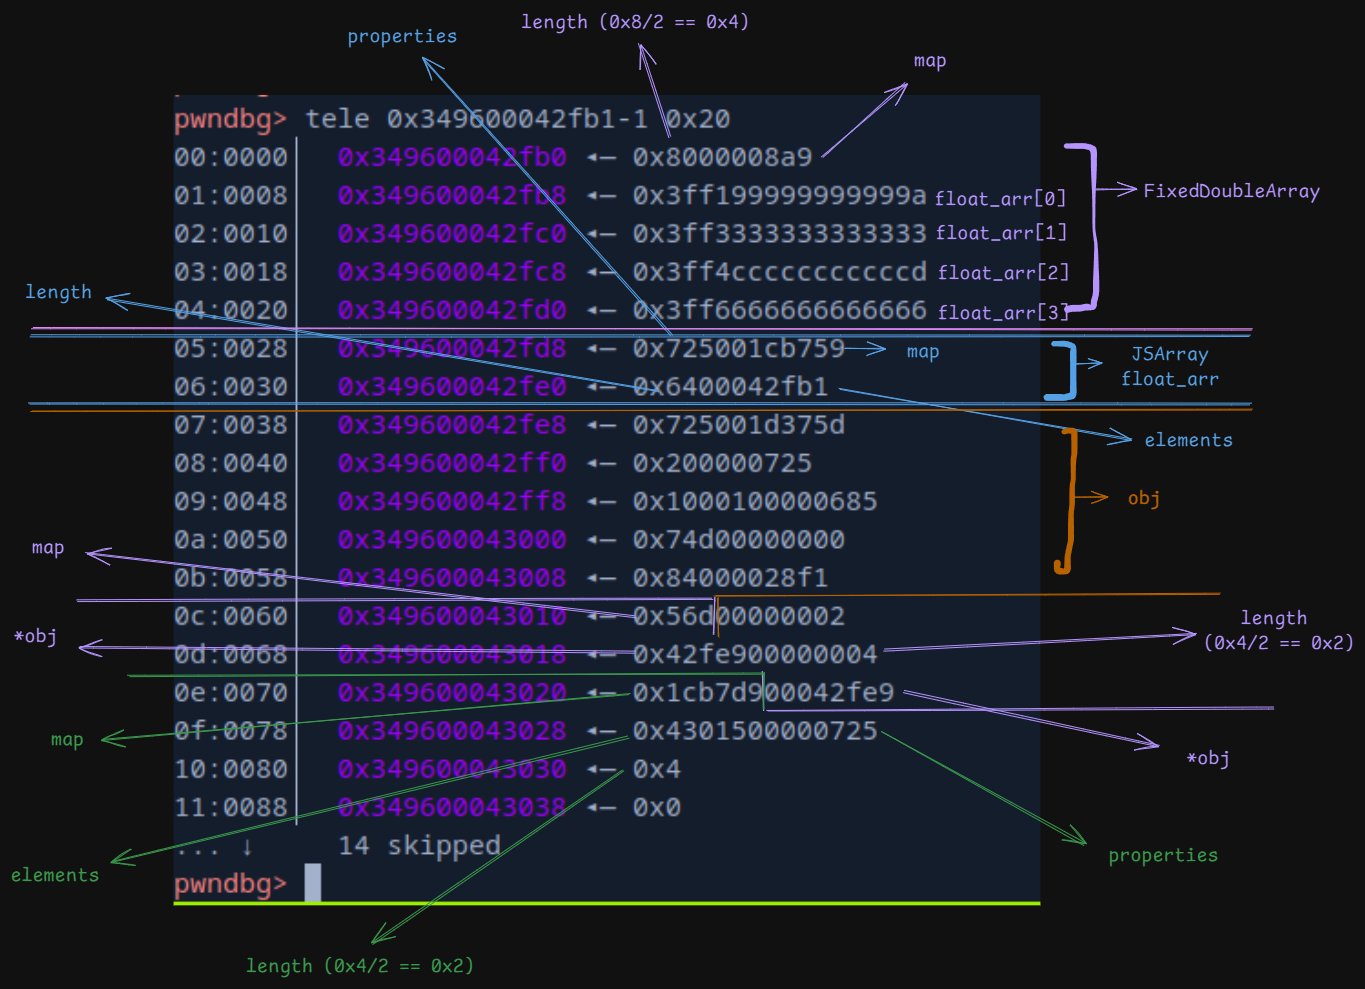 length (0x8/2 == 0x4)
properties
map
pwndbg> tele 0x349600042fb1-1 0x20
00:0000│ 0x349600042fb0 ◂— 0x8000008a9
01:0008 0x349600042fb8 ◂— 0x3ff199999999999a float_arr[0]
FixedDoubleArray
02:0010 0x349600042fc0 ◂— 0x3ff3333333333333 float_arr[1]
03:0018 0x349600042fc8 ◂— 0x3ff4cccccccccccd float_arr[2]
length
04:0020 0x349600042fd0 ◂— 0x3ff6666666666666 float_arr[3]
05:0028 0x349600042fd8 ◂— 0x725001cb759 map
JSArray
float_arr
06:0030 0x349600042fe0 ◂— 0x6400042fb1
07:0038 0x349600042fe8 ◂— 0x725001d375d
elements
08:0040 0x349600042ff0 ◂— 0x200000725
09:0048 0x349600042ff8 ◂— 0x1000100000685
obj
0a:0050 0x349600043000 ◂— 0x74d00000000
map
0b:0058 0x349600043008 ◂— 0x84000028f1
0c:0060 0x349600043010 ◂— 0x56d00000002
length
(0x4/2 == 0x2)
*obj
0d:0068 0x349600043018 ◂— 0x42fe900000004
0e:0070 0x349600043020 ◂— 0x1cb7d900042fe9
0f:0078 0x349600043028 ◂— 0x4301500000725
map
*obj
10:0080 0x349600043030 ◂— 0x4
11:0088 0x349600043038 ◂— 0x0
... ↓ 14 skipped
properties
elements
pwndbg>
length (0x4/2 == 0x2)